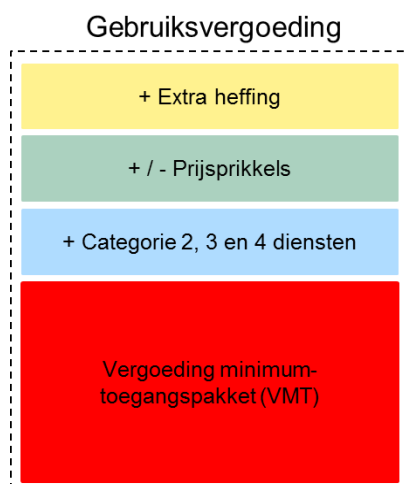 Gebruiksvergoeding
+ Extra heffing
+ / - Prijsprikkels
+ Categorie 2, 3 en 4 diensten
Vergoeding minimum-
toegangspakket (VMT)